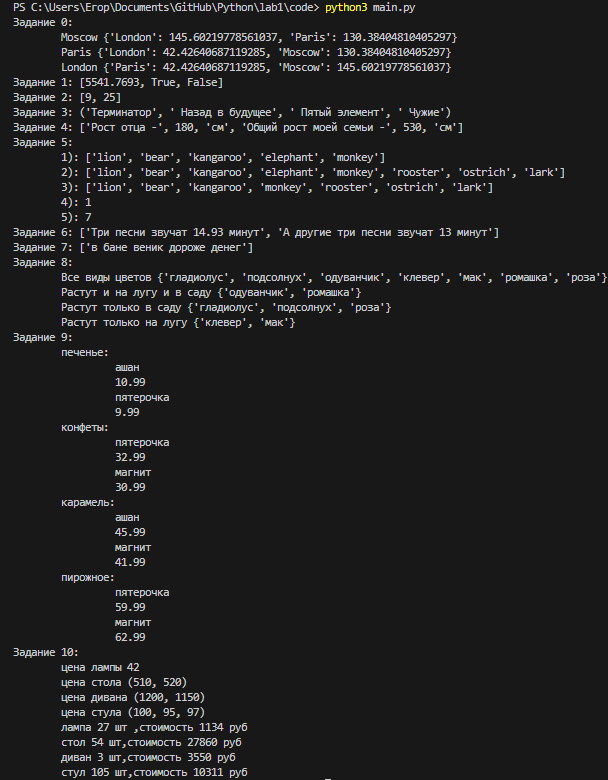 PS C:\Users\Егор\Documents\GitHub\Python\lab1\code> python3 main.py
Задание 0:
Moscow {'London': 145.60219778561037, 'Paris': 130.38404810405297}
Paris {'London': 42.42640687119285, 'Moscow': 130.38404810405297}
London {'Paris': 42.42640687119285, 'Moscow': 145.60219778561037}
Задание 1: [5541.7693, True, False]
Задание 2: [9, 25]
Задание 3: ('Терминатор', ' Назад в будущее', ' Пятый элемент', ' Чужие')
Задание 4: ['Рост отца -', 180, 'см', 'Общий рост моей семьи -', 530, 'см']
Задание 5:
1): ['lion', 'bear', 'kangaroo', 'elephant', 'monkey']
2): ['lion', 'bear', 'kangaroo', 'elephant', 'monkey', 'rooster', 'ostrich', 'lark']
3): ['lion', 'bear', 'kangaroo', 'monkey', 'rooster', 'ostrich', 'lark']
4): 1
5): 7
Задание 6: ['Три песни звучат 14.93 минут', 'А другие три песни звучат 13 минут']
Задание 7: ['в бане веник дороже денег']
Задание 8:
Все виды цветов {'гладиолус', 'подсолнух', 'одуванчик', 'клевер', 'мак', 'ромашка', 'роза'}
Растут и на лугу и в саду {'одуванчик', 'ромашка'}
Растут только в саду {'гладиолус', 'подсолнух', 'роза'}
Растут только на лугу {'клевер', 'мак'}
Задание 9:
печенье:
ашан
10.99
пятерочка
9.99
конфеты:
пятерочка
32.99
магнит
30.99
карамель:
ашан
45.99
магнит
41.99
пирожное:
пятерочка
59.99
магнит
62.99
Задание 10:
цена лампы 42
цена стола (510, 520)
цена дивана (1200, 1150)
цена стула (100, 95, 97)
лампа 27 шт ,стоимость 1134 руб
стол 54 шт,стоимость 27860 руб
диван 3 шт,стоимость 3550 руб
стул 105 шт,стоимость 10311 руб